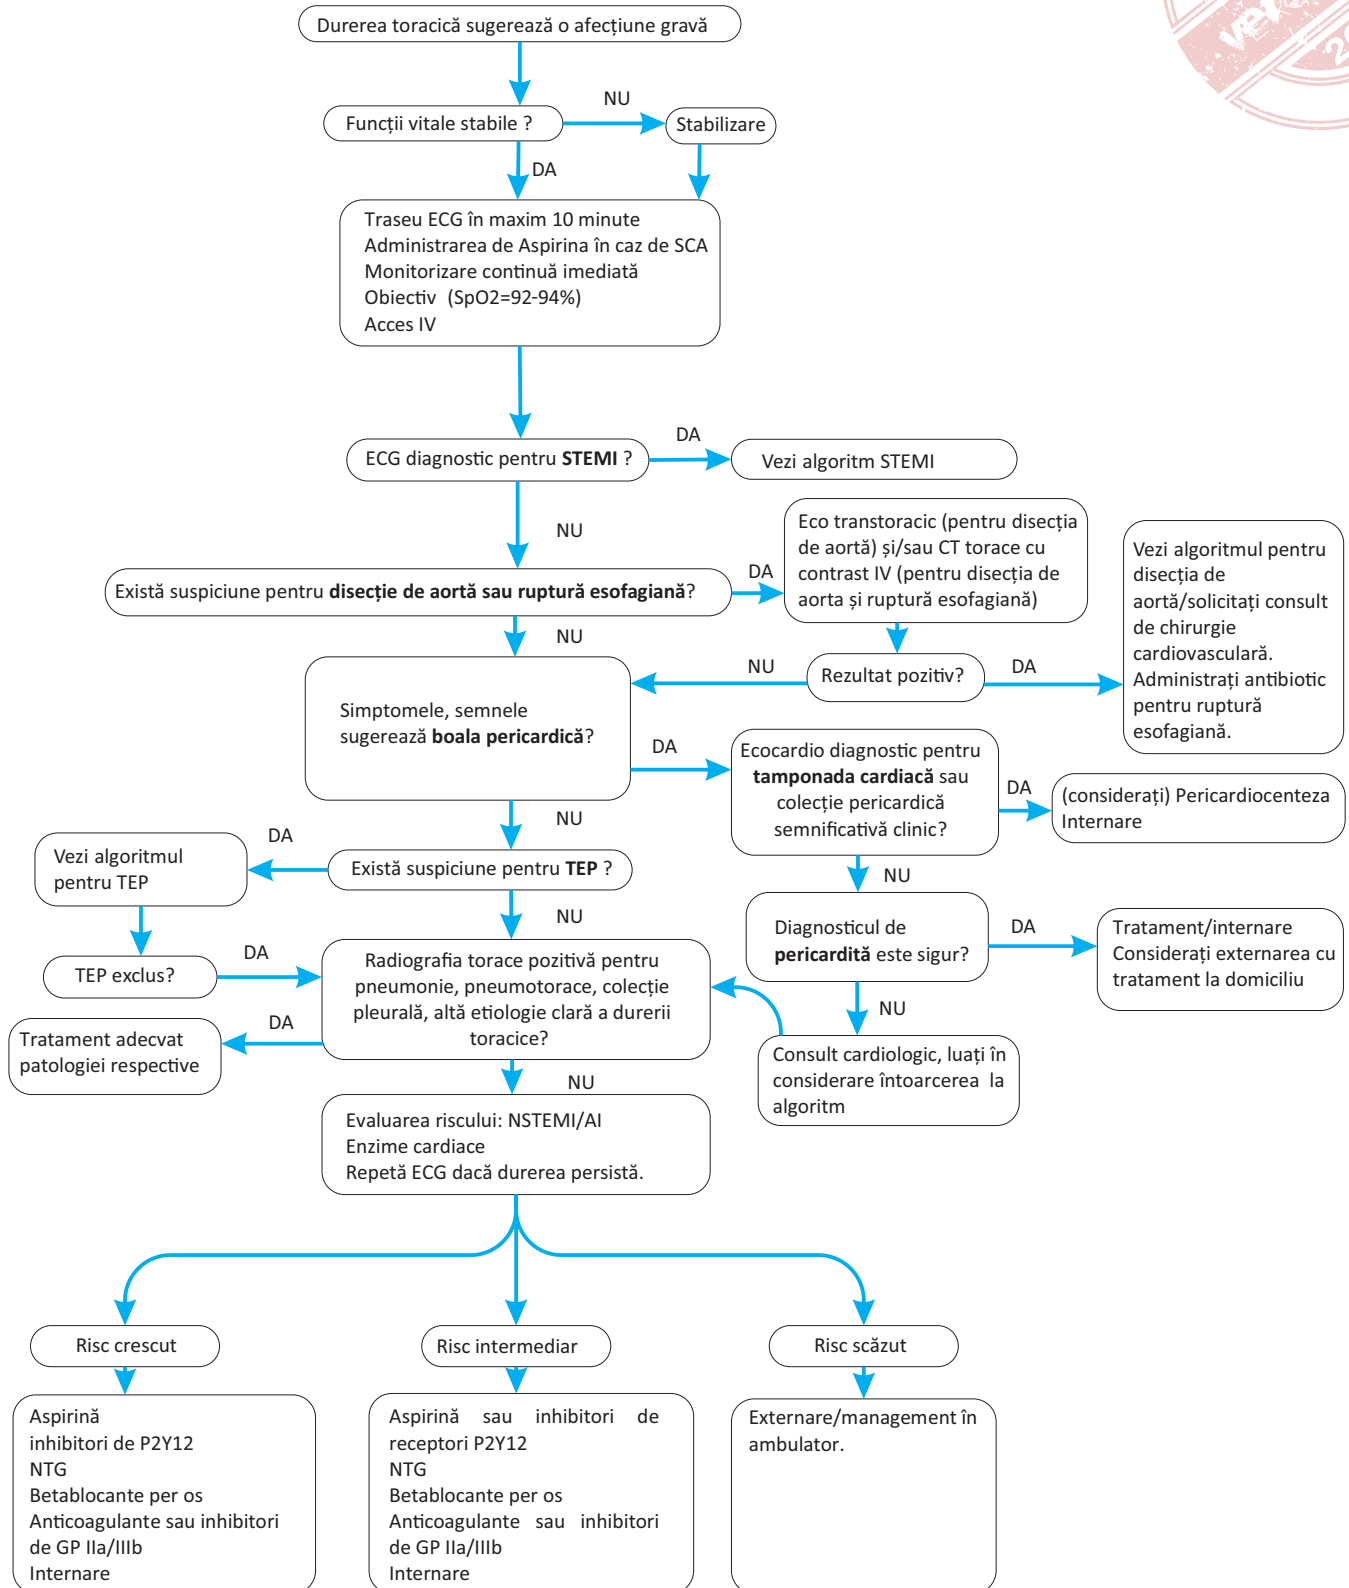 Durerea toracică sugerează o afecțiune gravă
NU
Funcții vitale stabile ?
Stabilizare
DA
Traseu ECG în maxim 10 minute
Administrarea de Aspirina în caz de SCA
Monitorizare continuă imediată
Obiectiv (SpO2=92-94%)
Acces IV
DA
ECG diagnostic pentru STEMI ?
Vezi algoritm STEMI
NU
Eco transtoracic (pentru disecția
de aortă) și/sau CT torace cu
contrast IV (pentru disecția de
aorta și ruptură esofagiană)
DA
Există suspiciune pentru disecție de aortă sau ruptură esofagiană?
Vezi algoritmul pentru
disecția de
aortă/solicitați consult
de chirurgie
cardiovasculară.
Administrați antibiotic
pentru ruptură
esofagiană.
NU
NU
Rezultat pozitiv?
DA
Simptomele, semnele
sugerează boala pericardică?
DA
Ecocardio diagnostic pentru
tamponada cardiacă sau
colecție pericardică
semnificativă clinic?
DA
(considerați) Pericardiocenteza
Internare
NU
DA
Vezi algoritmul
pentru TEP
Există suspiciune pentru TEP ?
NU
NU
Diagnosticul de
pericardită este sigur?
DA
Tratament/internare
Considerați externarea cu
tratament la domiciliu
TEP exclus?
DA
Radiografia torace pozitivă pentru
pneumonie, pneumotorace, colecție
pleurală, altă etiologie clară a durerii
toracice?
NU
DA
Tratament adecvat
patologiei respective
Consult cardiologic, luați în
considerare întoarcerea la
algoritm
NU
Evaluarea riscului: NSTEMI/AI
Enzime cardiace
Repetă ECG dacă durerea persistă.
Risc crescut
Risc intermediar
Risc scăzut
Aspirină
inhibitori de P2Y12
NTG
Betablocante per os
Anticoagulante sau inhibitori
de GP IIa/IIIb
Internare
Aspirină sau inhibitori de
receptori P2Y12
NTG
Betablocante per os
Anticoagulante sau inhibitori
de GP IIa/IIIb
Internare
Externare/management în
ambulator.